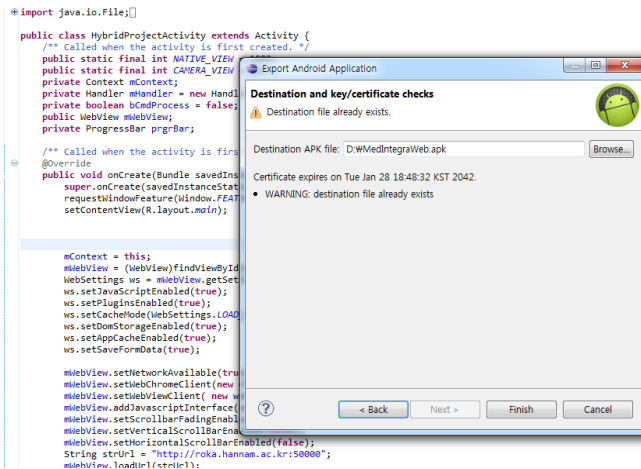 import java.io.File;
public class HybridProjectActivity extends Activity {
/** Called when the activity is first created. */
public static final int NATIVE_VIEW = 1000
public static final int CAMERA_VIEW
private Context mContext;
private Handler mHandler = new Handl
private boolean bCmdProcess = false;
public WebView mWebView;
private ProgressBar prgrBar;
/** Called when the activity is firs
@Override
public void onCreate(Bundle savedIns
super.onCreate(savedInstanceStat
requestWindowFeature(Window.FEAT
setContentView(R.layout.main);
mContext = this;
mWebView = (WebView)findViewById
WebSettings ws = mWebView.getSet
ws.setJavaScriptEnabled(true);
ws.setPluginsEnabled(true);
ws.setCacheMode(WebSettings.LOAD
ws.setDomStorageEnabled(true);
ws.setAppCacheEnabled(true);
ws.setSaveFormData(true);
mWebView.setNetworkAvailable(tru
mWebView.setWebChromeClient(new
mWebView.setWebViewClient( new w
mWebView.addJavascriptInterface(
mWebView.setScrollbarFadingEnabl
mWebView.setVerticalScrollBarEna
mWebView.setHorizontalScrollBarEnabled(false);
String strUrl = "http://roka.hannam.ac.kr:50000";
mWebView.loadUrl(strUrl);
Export Android Application
Destination and key/certificate checks
Destination file already exists.
Destination APK file: D:₩MedIntegraWeb.apk Browse...
Certificate expires on Tue Jan 28 18:48:32 KST 2042.
• WARNING: destination file already exists
? < Back Next > Finish Cancel